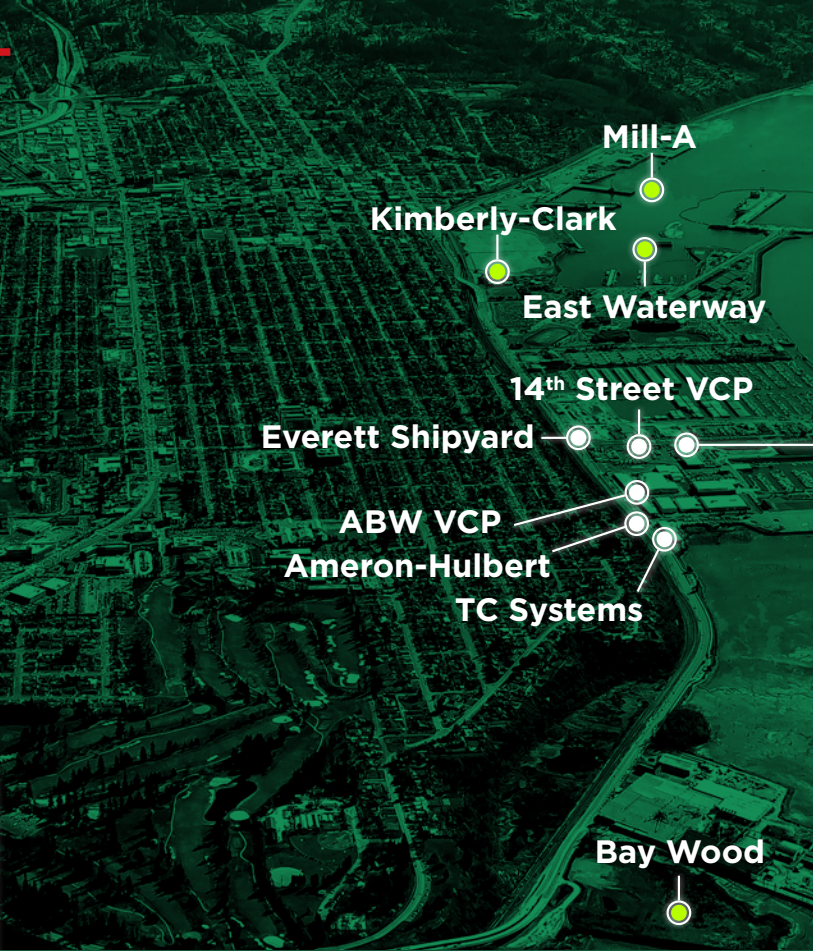 Mill-A
Kimberly-Clark
East Waterway
14th Street VCP
Everett Shipyard
ABW VCP
Ameron-Hulbert
TC Systems
Bay Wood